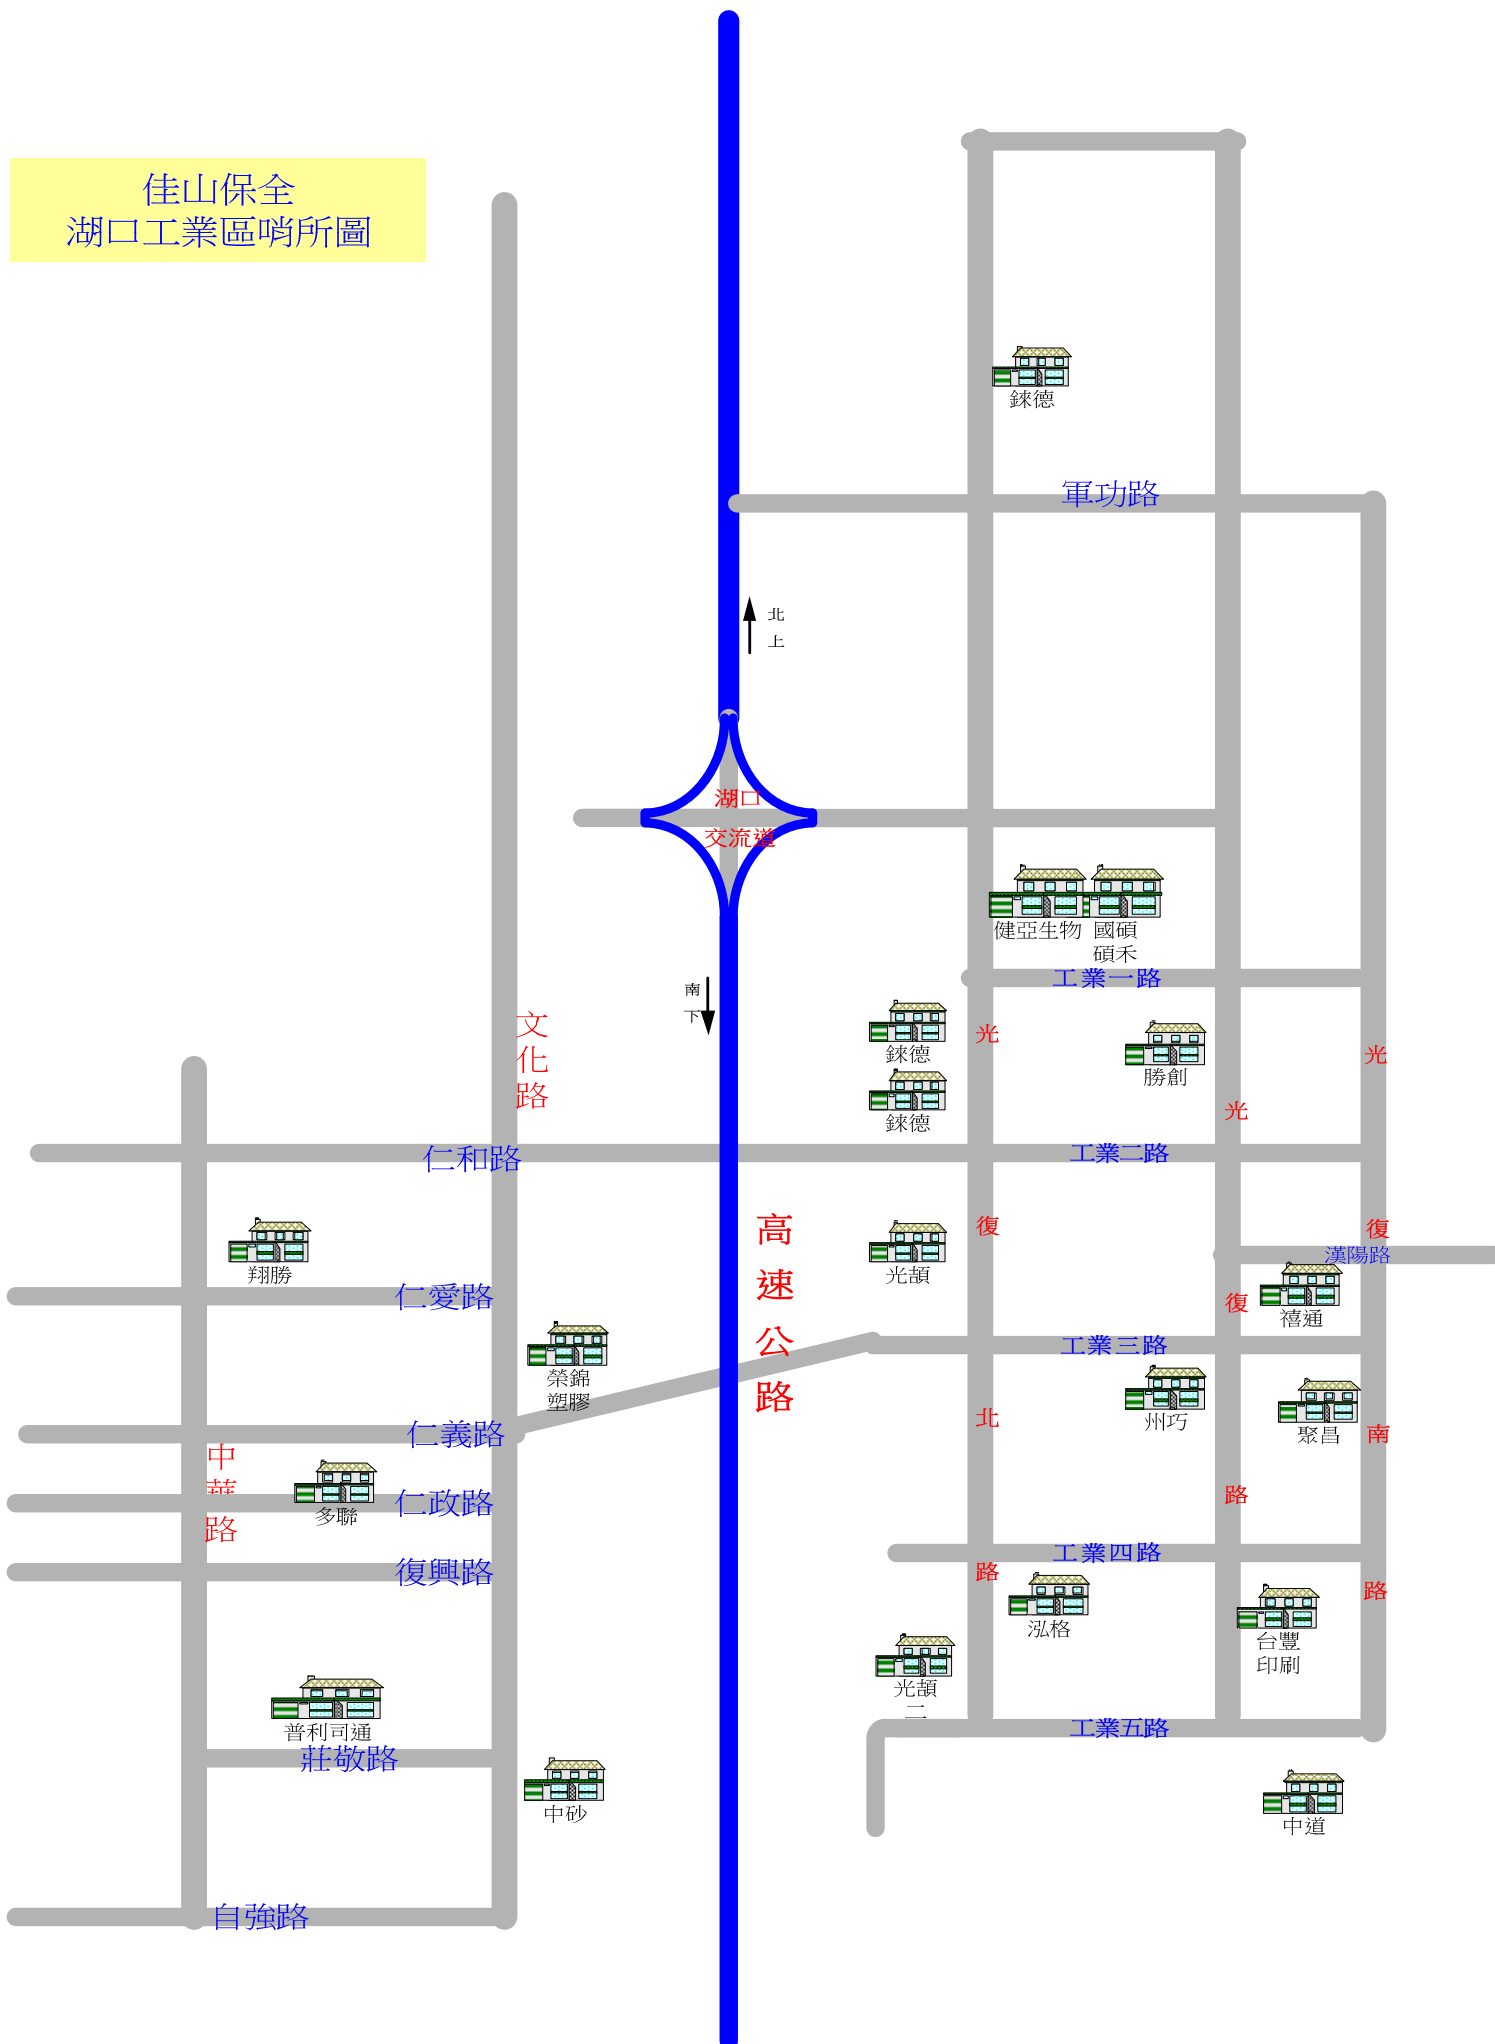 佳山保全
湖口工業區哨所圖
錸德
軍功路
北
上
湖口
交流道
健亞生物
國碩
碩禾
工業一路
南
下
文
化
路
錸德
錸德
勝創
光
光
光
仁和路
工業二路
高
速
公
路
翔勝
光頡
復
復
漢陽路
仁愛路
復
禧通
榮錦
塑膠
工業三路
州巧
聚昌
仁義路
北
南
中
華
路
多聯
仁政路
路
復興路
工業四路
路
路
泓格
台豐
印刷
光頡
二
普利司通
工業五路
莊敬路
中砂
中道
自強路